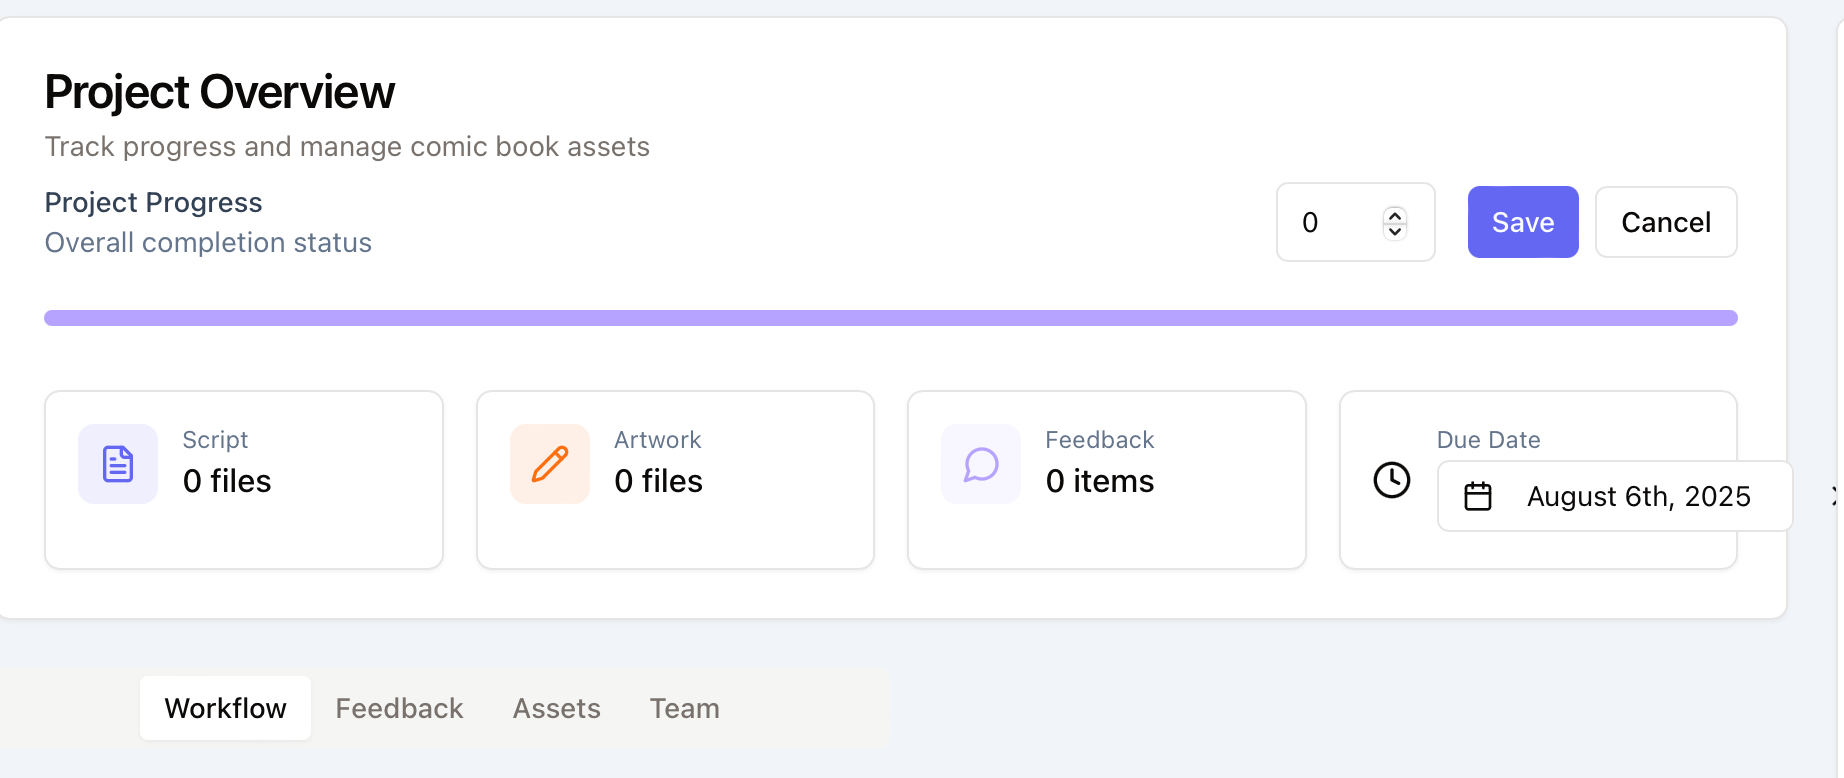 Project Overview
Track progress and manage comic book assets
Project Progress
Overall completion status
0
Save
Cancel
Script
0 files
Artwork
0 files
Feedback
0 items
Due Date
August 6th, 2025
Workflow
Feedback
Assets
Team